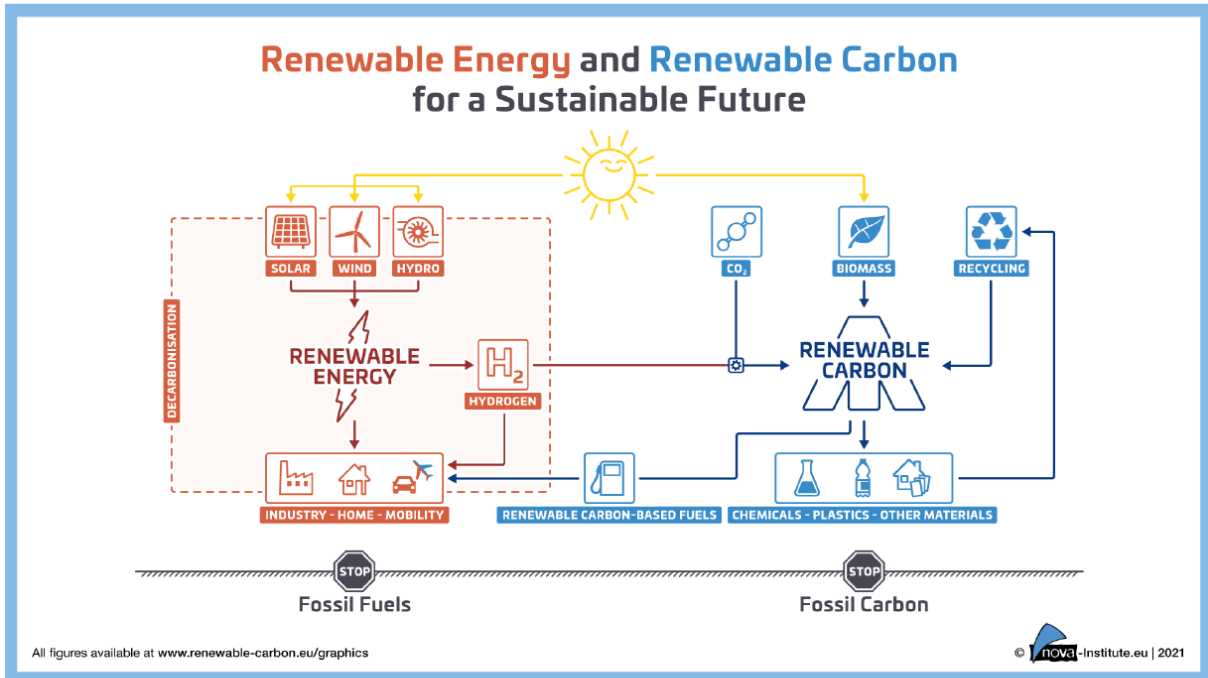 Renewable Energy and Renewable Carbon
for a Sustainable Future
SOLAR
WIND
HYDRO
CO₂
BIOMASS
RECYCLING
DECARBONISATION
RENEWABLE
ENERGY
H₂
HYDROGEN
RENEWABLE
CARBON
INDUSTRY - HOME - MOBILITY
RENEWABLE CARBON-BASED FUELS
CHEMICALS - PLASTICS - OTHER MATERIALS
STOP
Fossil Fuels
STOP
Fossil Carbon
All figures available at www.renewable-carbon.eu/graphics
© nova-Institute.eu | 2021